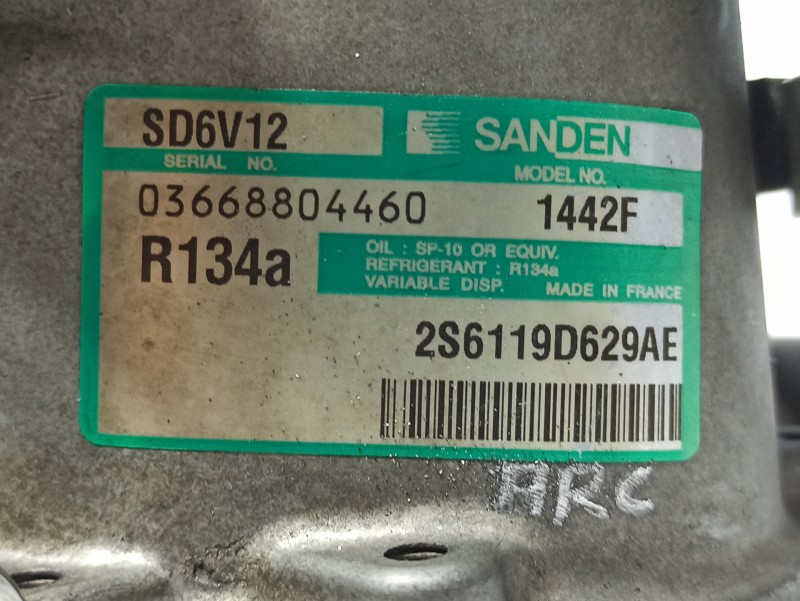 SD6V12 SANDEN
SERIAL NO. MODEL NO.
03668804460 1442F
R134a
OIL : SP-10 OR EQUIV.
REFRIGERANT : R134a
VARIABLE DISP. MADE IN FRANCE
2S6119D629AE
ARC